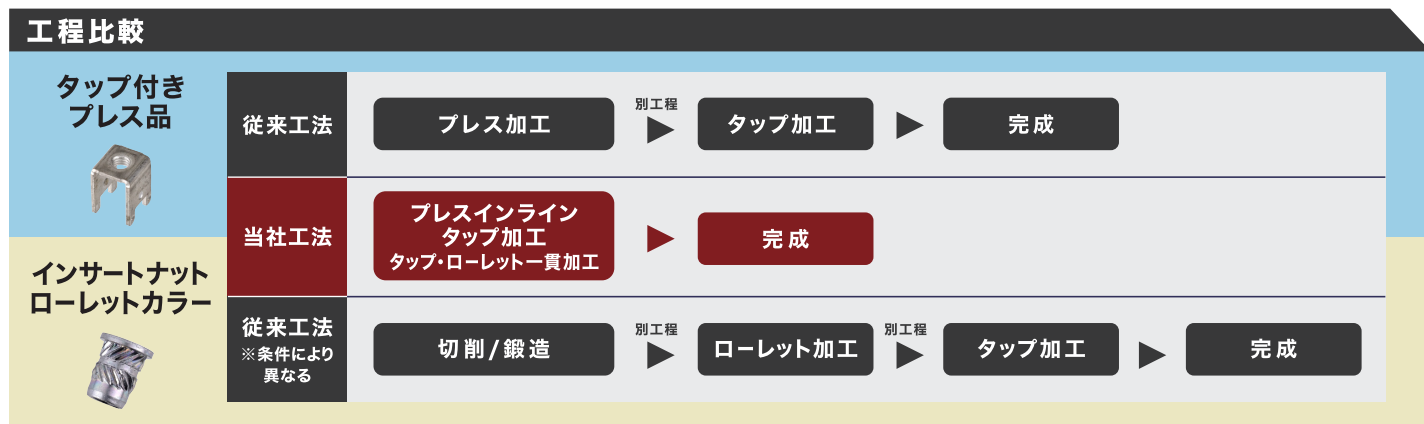 工程比較
タップ付き
プレス品
従来工法
プレス加工
別工程
タップ加工
完成
当社工法
プレスインライン
タップ加工
タップ・ローレット一貫加工
完成
インサートナット
ローレットカラー
従来工法
※条件により
異なる
切削/鍛造
別工程
ローレット加工
別工程
タップ加工
完成